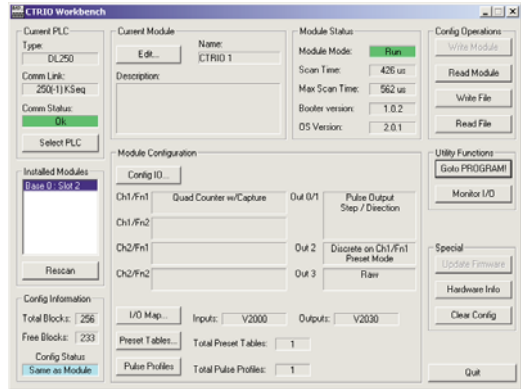 CTRIO Workbench
Current PLC
Type:
DL250
Comm Link:
250(-1) KSeq
Comm Status:
Ok
Select PLC
Installed Modules
Base 0 : Slot 2
Rescan
Config Information
Total Blocks: 256
Free Blocks: 233
Config Status
Same as Module
Current Module
Edit...
Name:
CTRIO 1
Description:
Module Status
Module Mode: Run
Scan Time: 426 us
Max Scan Time: 562 us
Booter version: 1.0.2
OS Version: 2.0.1
Module Configuration
Config IO...
Ch1/Fn1 Quad Counter w/Capture
Ch1/Fn2
Ch2/Fn1
Ch2/Fn2
Out 0/1 Pulse Output
Step / Direction
Out 2 Discrete on Ch1/Fn1
Preset Mode
Out 3 Raw
I/O Map... Inputs: V2000 Outputs: V2030
Preset Tables... Total Preset Tables: 1
Pulse Profiles Total Pulse Profiles: 1
Config Operations
Write Module
Read Module
Write File
Read File
Utility Functions
Goto PROGRAM!
Monitor I/O
Special
Update Firmware
Hardware Info
Clear Config
Quit